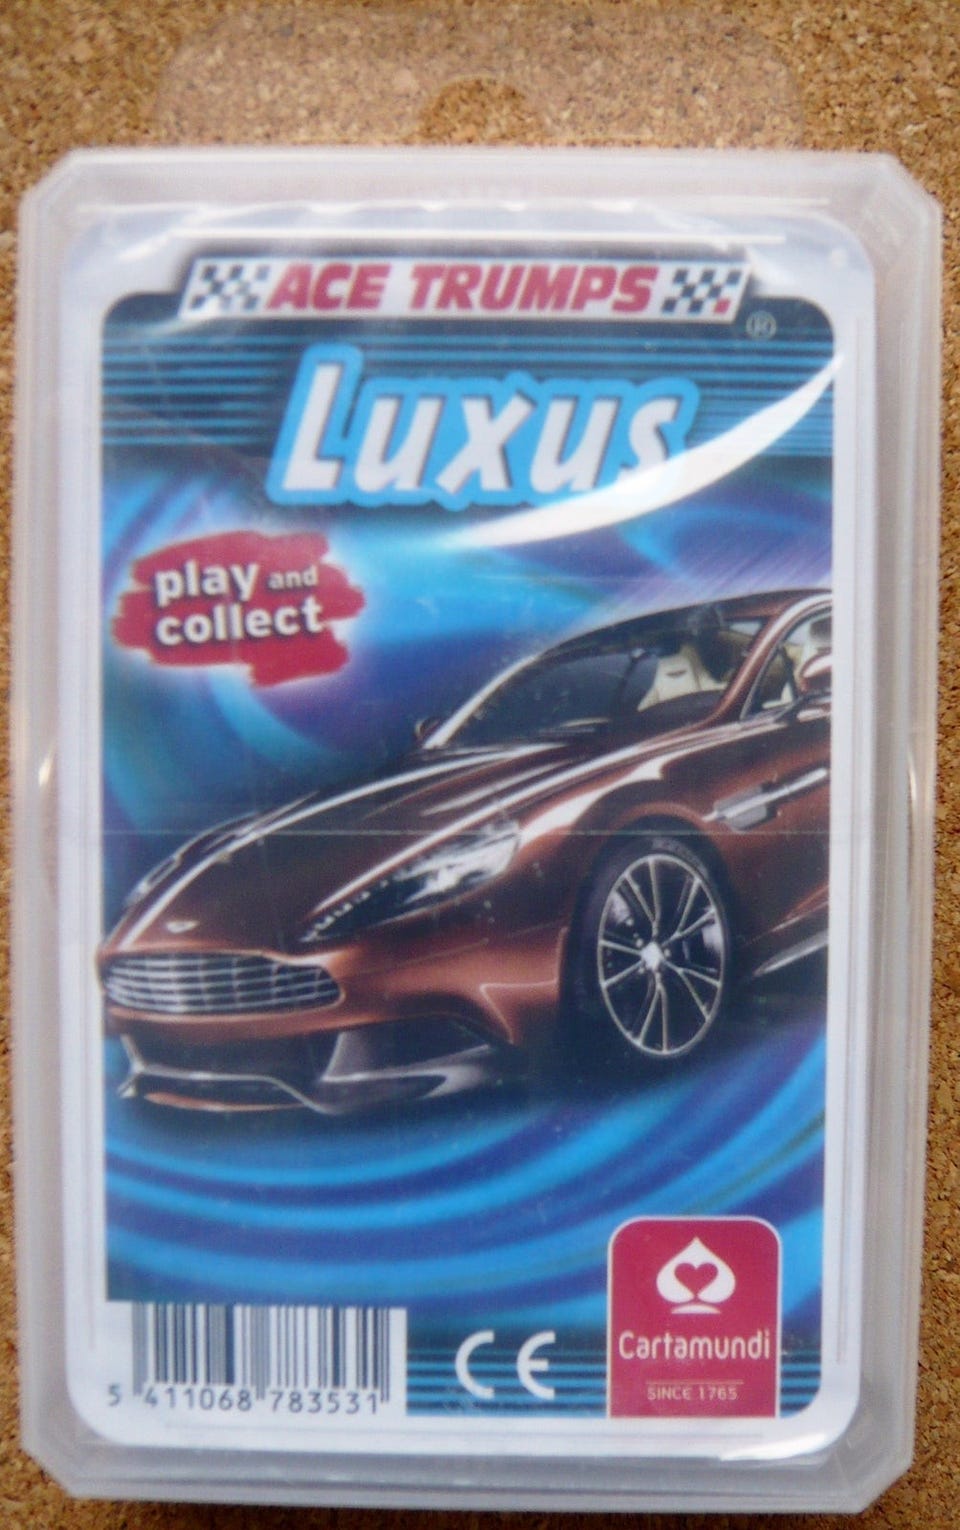 ACE TRUMPS
®
Luxus
play and
collect
5 411068 783531
CE
Cartamundi
SINCE 1765